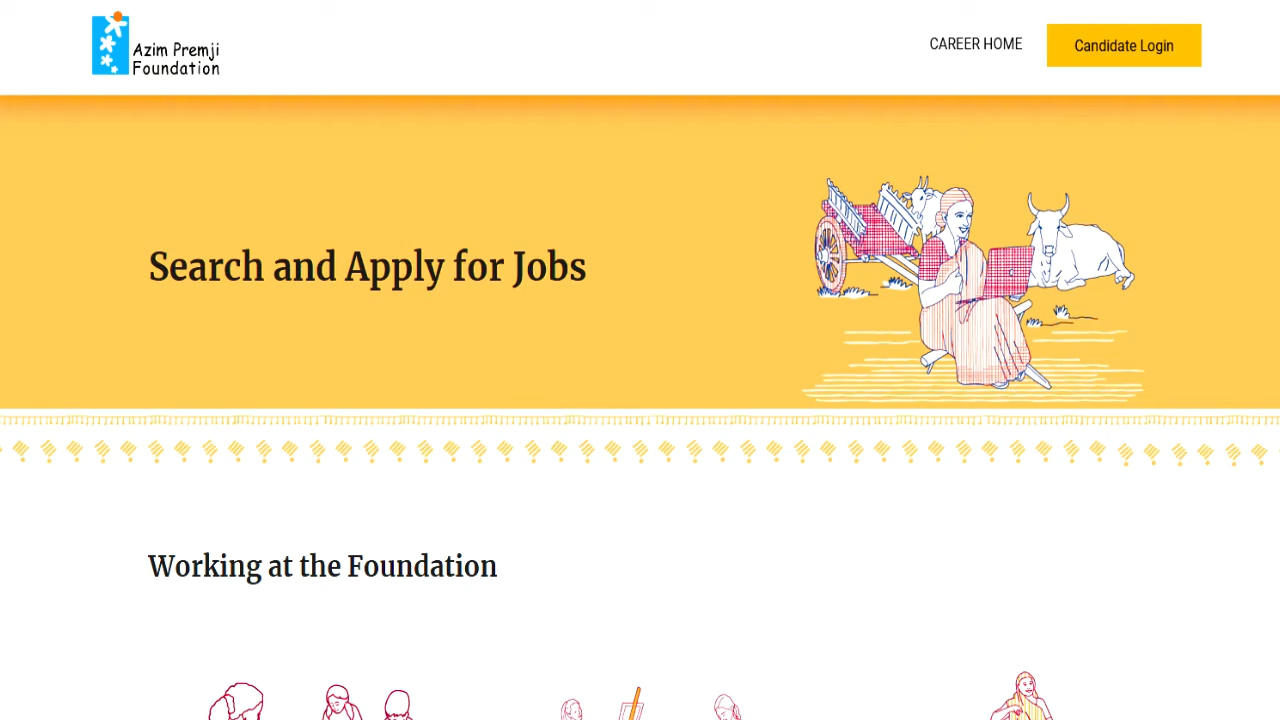 Azim Premji
Foundation
CAREER HOME
Candidate Login
Search and Apply for Jobs
Working at the Foundation